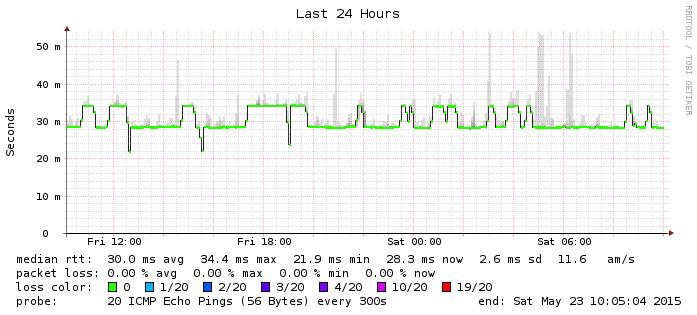 Last 24 Hours
RRDTOOL / TOBI OETIKER
Seconds
50 m
40 m
30 m
20 m
10 m
0
Fri 12:00 Fri 18:00 Sat 00:00 Sat 06:00
median rtt: 30.0 ms avg 34.4 ms max 21.9 ms min 28.3 ms now 2.6 ms sd 11.6 am/s
packet loss: 0.00 % avg 0.00 % max 0.00 % min 0.00 % now
loss color: 0 1/20 2/20 3/20 4/20 10/20 19/20
probe: 20 ICMP Echo Pings (56 Bytes) every 300s end: Sat May 23 10:05:04 2015